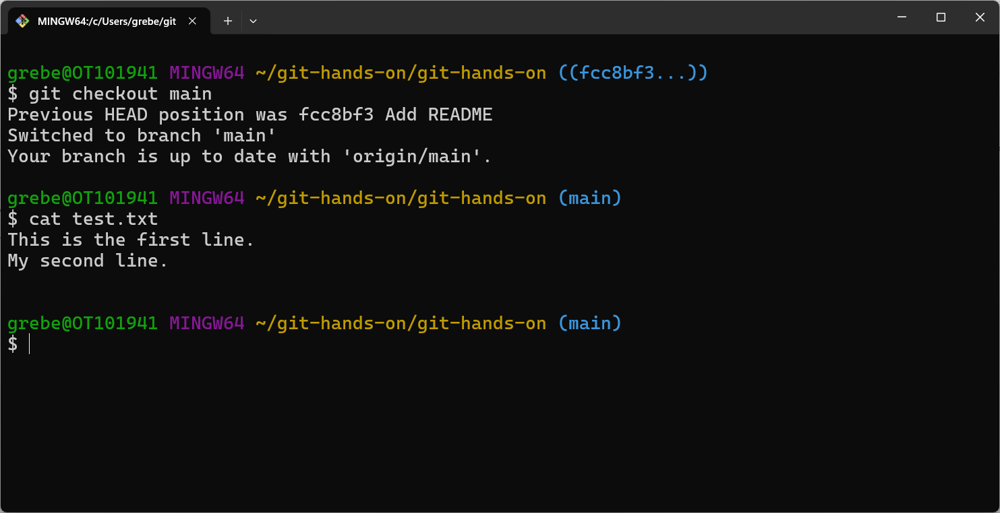 MINGW64:/c/Users/grebe/git
grebe@OT101941 MINGW64 ~/git-hands-on/git-hands-on ((fcc8bf3...))
$ git checkout main
Previous HEAD position was fcc8bf3 Add README
Switched to branch 'main'
Your branch is up to date with 'origin/main'.
grebe@OT101941 MINGW64 ~/git-hands-on/git-hands-on (main)
$ cat test.txt
This is the first line.
My second line.
grebe@OT101941 MINGW64 ~/git-hands-on/git-hands-on (main)
$